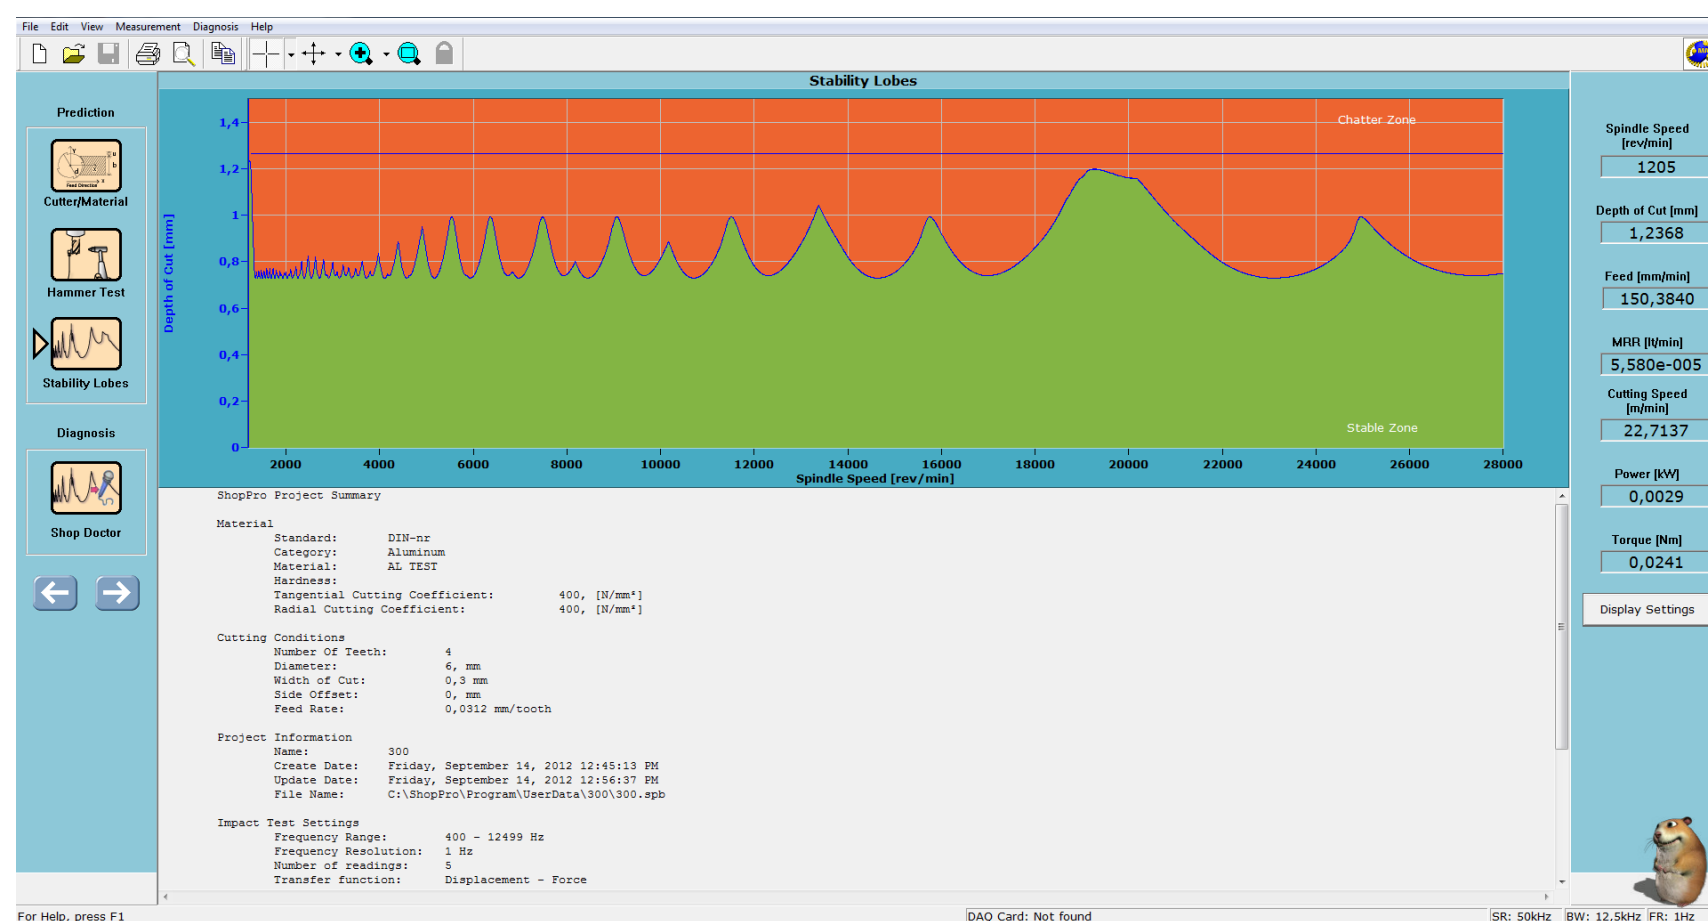 File Edit View Measurement Diagnosis Help
Stability Lobes
Prediction
Cutter/Material
Hammer Test
Stability Lobes
Diagnosis
Shop Doctor
Chatter Zone
Stable Zone
Depth of Cut [mm]
1,4
1,2
1
0,8
0,6
0,4
0,2
0
2000 4000 6000 8000 10000 12000 14000 16000 18000 20000 22000 24000 26000 28000
Spindle Speed [rev/min]
Spindle Speed
[rev/min]
1205
Depth of Cut [mm]
1,2368
Feed [mm/min]
150,3840
MRR [lt/min]
5,580e-005
Cutting Speed
[m/min]
22,7137
Power [kW]
0,0029
Torque [Nm]
0,0241
Display Settings
ShopPro Project Summary
Material
Standard: DIN-nr
Category: Aluminum
Material: AL TEST
Hardness:
Tangential Cutting Coefficient: 400, [N/mm²]
Radial Cutting Coefficient: 400, [N/mm²]
Cutting Conditions
Number Of Teeth: 4
Diameter: 6, mm
Width of Cut: 0,3 mm
Side Offset: 0, mm
Feed Rate: 0,0312 mm/tooth
Project Information
Name: 300
Create Date: Friday, September 14, 2012 12:45:13 PM
Update Date: Friday, September 14, 2012 12:56:37 PM
File Name: C:\ShopPro\Program\UserData\300\300.spb
Impact Test Settings
Frequency Range: 400 - 12499 Hz
Frequency Resolution: 1 Hz
Number of readings: 5
Transfer function: Displacement - Force
For Help, press F1
DAQ Card: Not found
SR: 50kHz BW: 12,5kHz FR: 1Hz